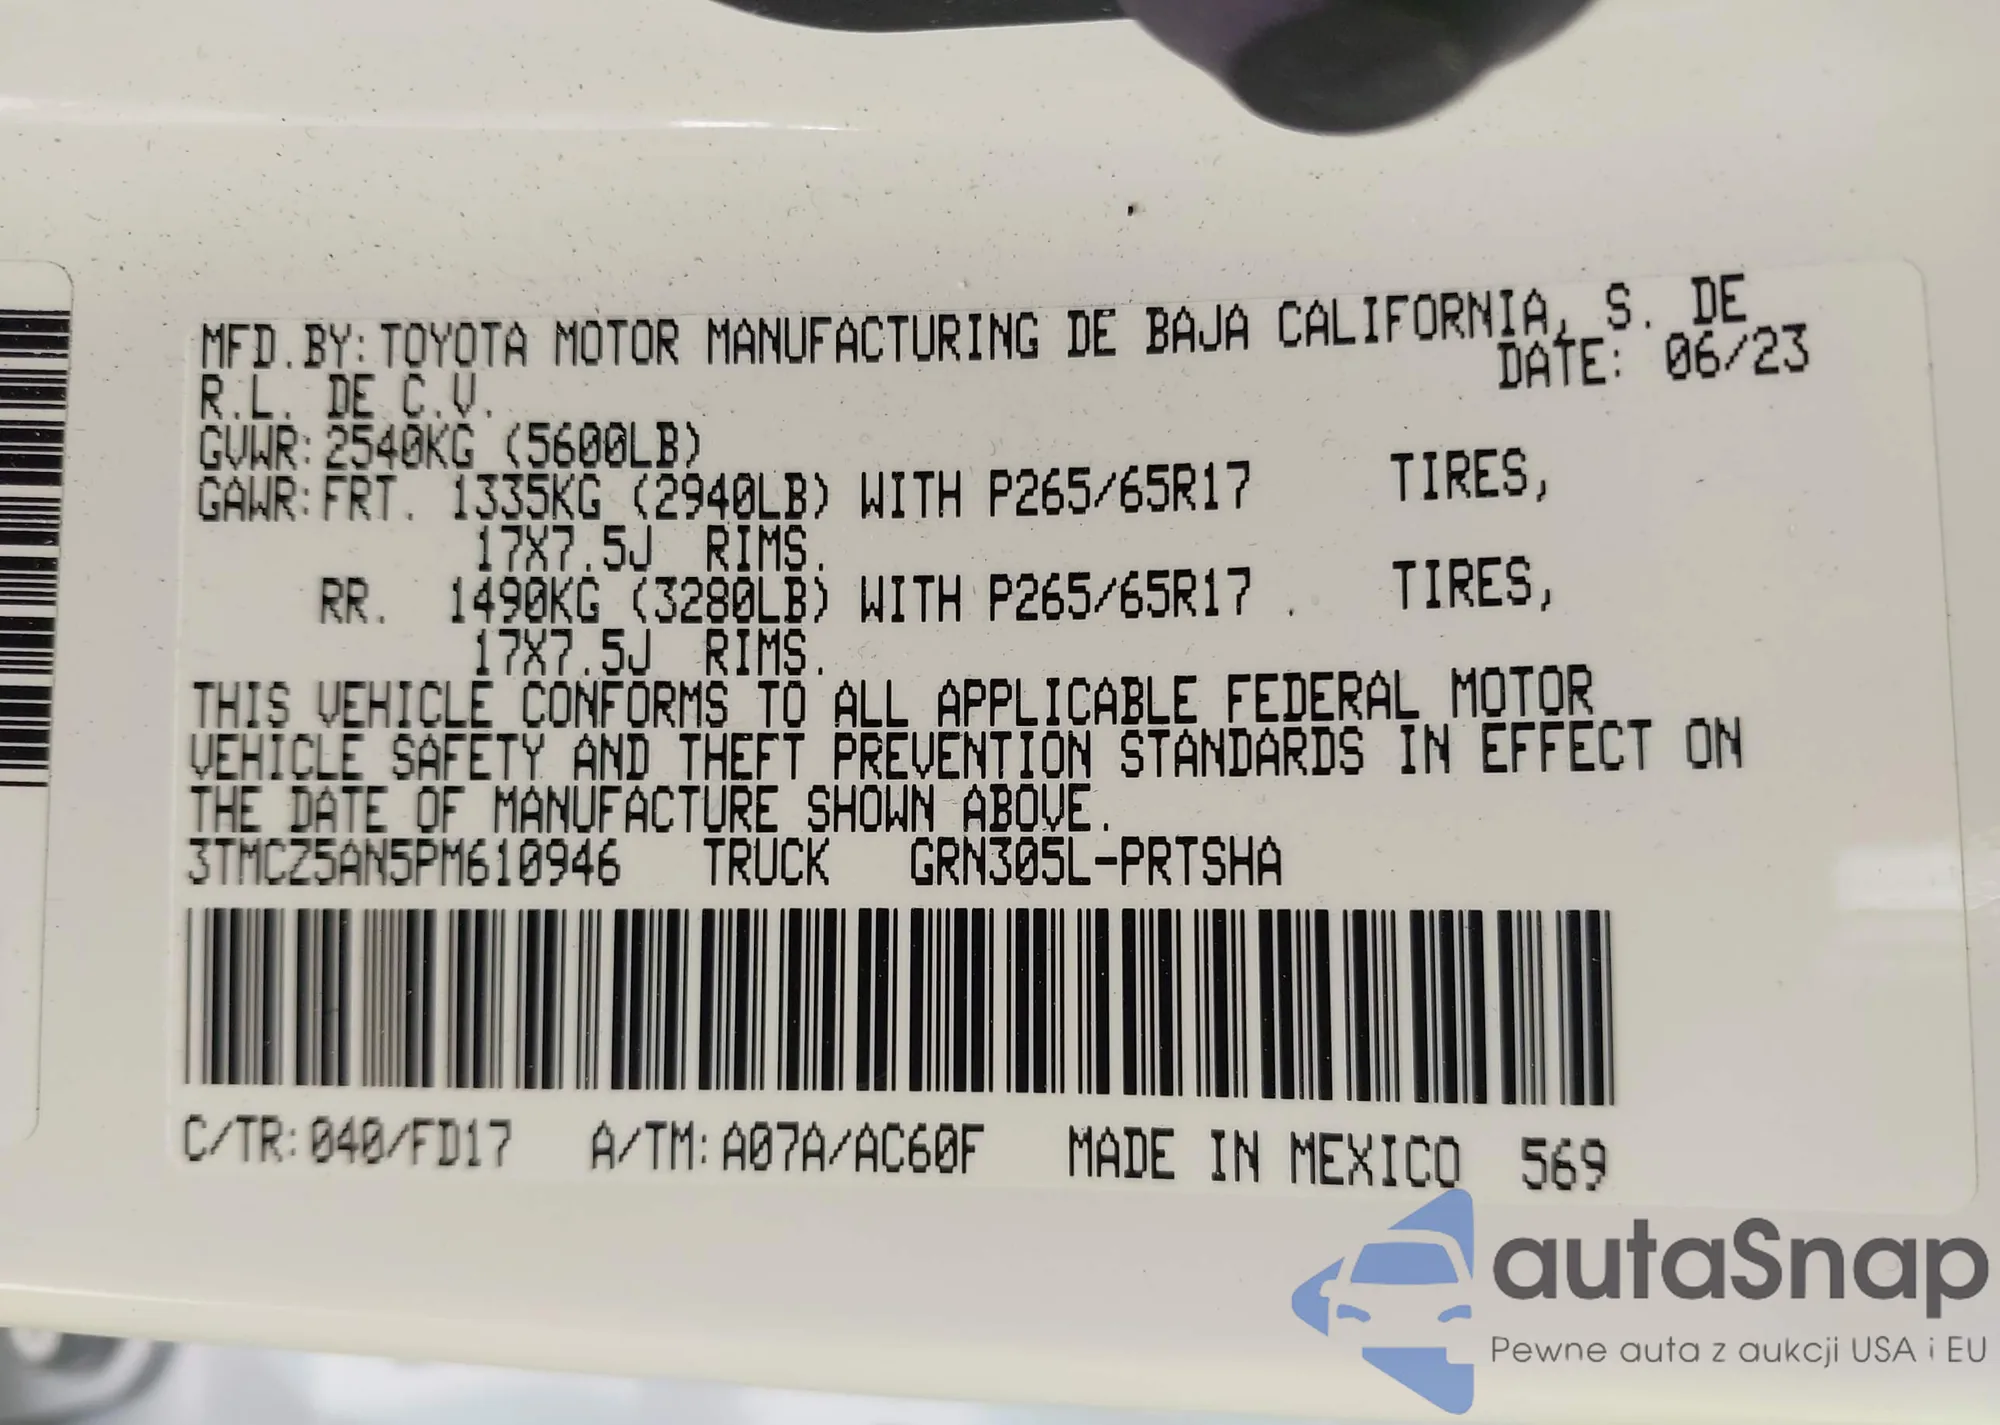 MFD.BY:TOYOTA MOTOR MANUFACTURING DE BAJA CALIFORNIA, S. DE
R.L. DE C.V. DATE: 06/23
GVWR:2540KG (5600LB)
GAWR:FRT. 1335KG (2940LB) WITH P265/65R17 TIRES,
17X7.5J RIMS.
RR. 1490KG (3280LB) WITH P265/65R17 . TIRES,
17X7.5J RIMS.
THIS VEHICLE CONFORMS TO ALL APPLICABLE FEDERAL MOTOR
VEHICLE SAFETY AND THEFT PREVENTION STANDARDS IN EFFECT ON
THE DATE OF MANUFACTURE SHOWN ABOVE.
3TMCZ5AN5PM610946 TRUCK GRN305L-PRTSHA
C/TR:040/FD17 A/TM:A07A/AC60F MADE IN MEXICO 569
autaSnap
Pewne auta z aukcji USA i EU